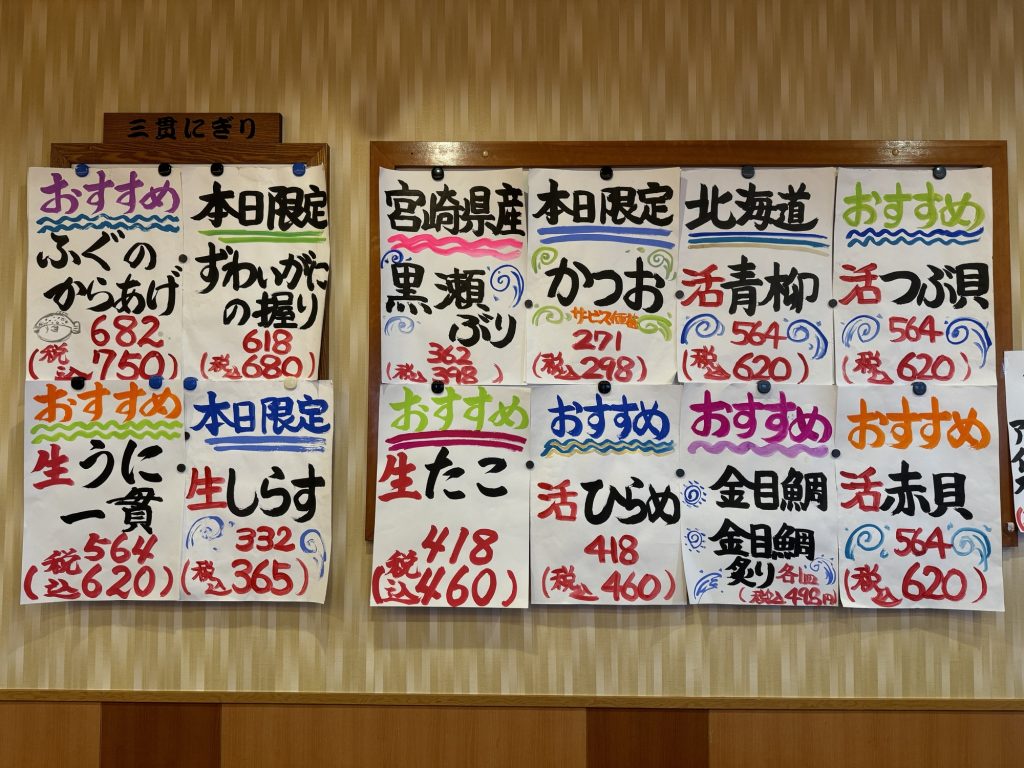 三貫にぎり
おすすめ
ふぐの
からあげ
682
(税込750)
本日限定
ずわいがに
の握り
618
(税込680)
おすすめ
生うに
一貫
564
(税込620)
本日限定
生しらす
332
(税込365)
宮崎県産
黒瀬
ぶり
362
(税込398)
本日限定
かつお
サービス価格
271
(税込298)
北海道
活青柳
564
(税込620)
おすすめ
活つぶ貝
564
(税込620)
おすすめ
生たこ
418
(税込460)
おすすめ
活ひらめ
418
(税込460)
おすすめ
金目鯛
金目鯛
炙り各皿
(税込498円)
おすすめ
活赤貝
564
(税込620)